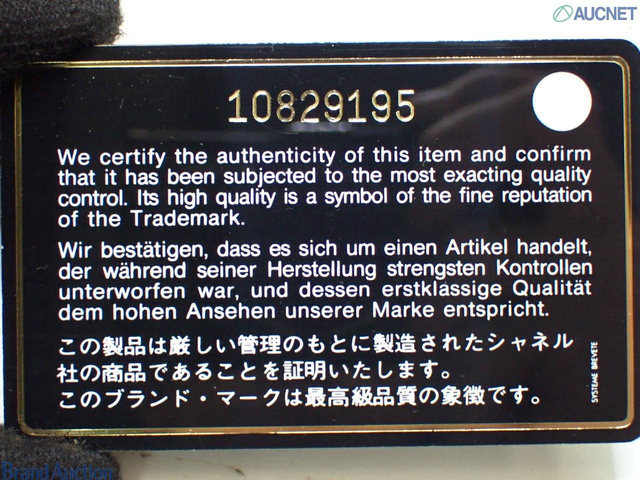 AUCNET
10829195
We certify the authenticity of this item and confirm
that it has been subjected to the most exacting quality
control. Its high quality is a symbol of the fine reputation
of the Trademark.
Wir bestätigen, dass es sich um einen Artikel handelt,
der während seiner Herstellung strengsten Kontrollen
unterworfen war, und dessen erstklassige Qualität
dem hohen Ansehen unserer Marke entspricht.
この製品は厳しい管理のもとに製造されたシャネル
社の商品であることを証明いたします。
このブランド・マークは最高級品質の象徴です。
SYSTEME BREVETE
Brand Auction